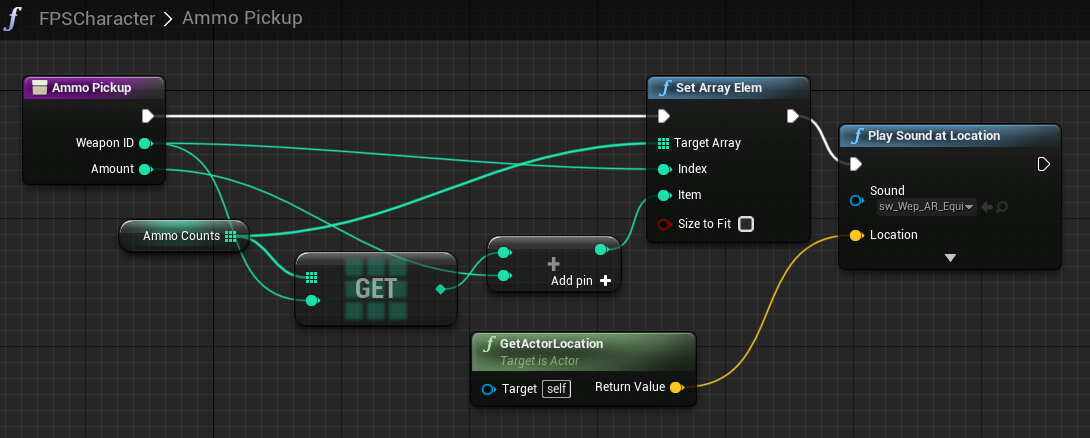 f FPSCharacter > Ammo Pickup
Ammo Pickup
Weapon ID
Amount
Ammo Counts
GET
+
Add pin +
f Set Array Elem
Target Array
Index
Item
Size to Fit
f Play Sound at Location
Sound
sw_Wep_AR_Equi
Location
f GetActorLocation
Target is Actor
Target self
Return Value